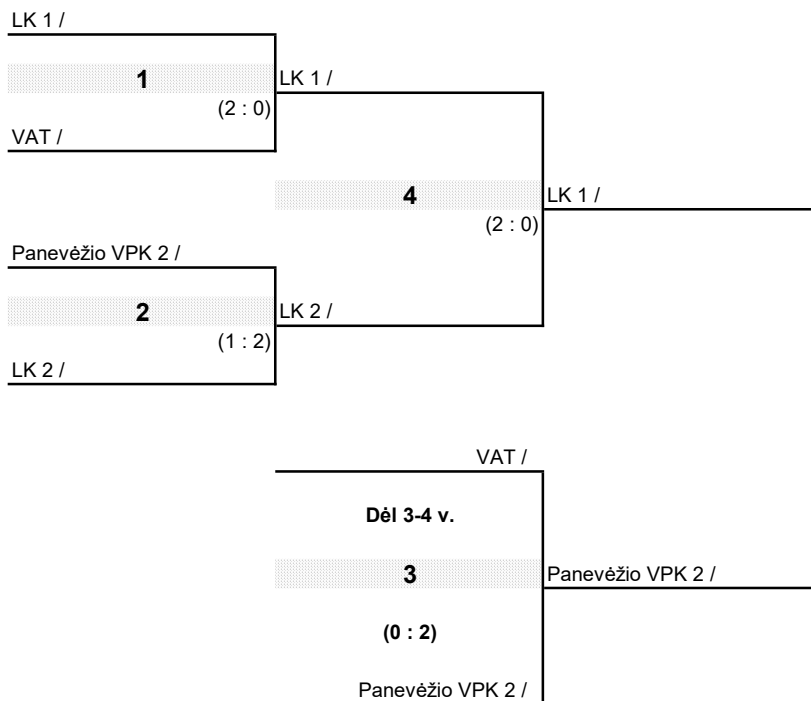 LK 1 /
1
LK 1 /
(2 : 0)
VAT /
4
LK 1 /
(2 : 0)
Panevėžio VPK 2 /
2
LK 2 /
(1 : 2)
LK 2 /
VAT /
Dėl 3-4 v.
3
Panevėžio VPK 2 /
(0 : 2)
Panevėžio VPK 2 /